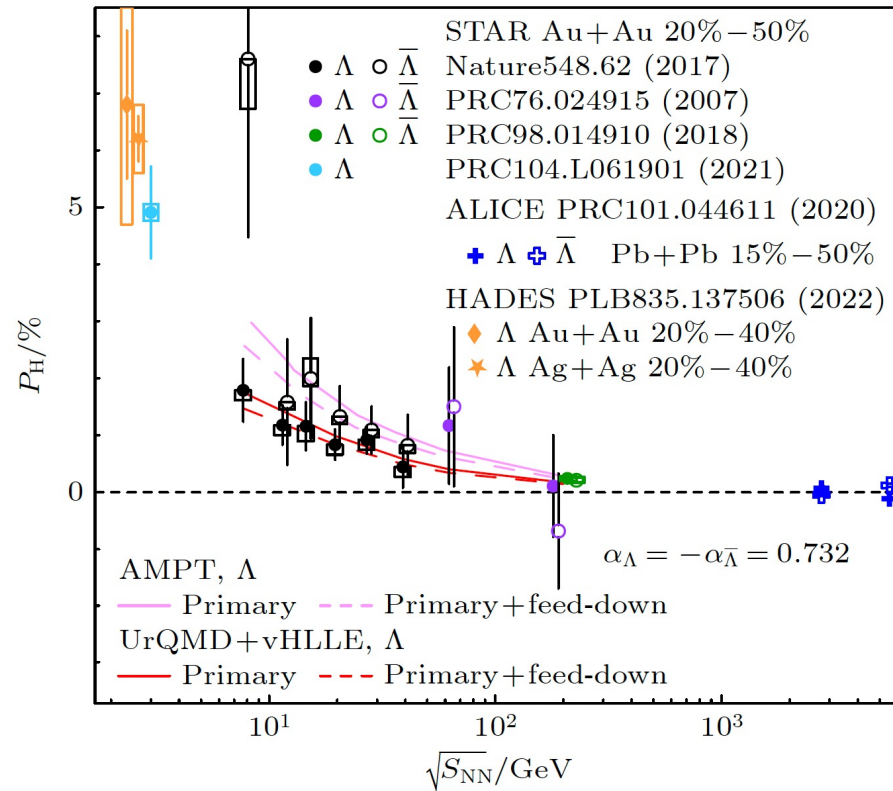 STAR Au+Au 20%−50%
Λ Λ̅ Nature548.62 (2017)
Λ Λ̅ PRC76.024915 (2007)
Λ Λ̅ PRC98.014910 (2018)
Λ PRC104.L061901 (2021)
ALICE PRC101.044611 (2020)
Λ Λ̅ Pb+Pb 15%−50%
HADES PLB835.137506 (2022)
Λ Au+Au 20%−40%
Λ Ag+Ag 20%−40%
5
0
P_H/%
α_Λ = −α_Λ̅ = 0.732
AMPT, Λ
Primary Primary+feed-down
UrQMD+vHLLE, Λ
Primary Primary+feed-down
10¹ 10² 10³
√S_NN/GeV